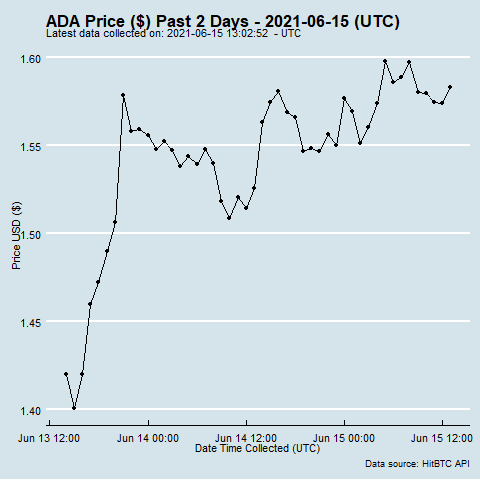 ADA Price ($) Past 2 Days - 2021-06-15 (UTC)
Latest data collected on: 2021-06-15 13:02:52 - UTC
1.60
1.55
1.50
1.45
1.40
Price USD ($)
Jun 13 12:00 Jun 14 00:00 Jun 14 12:00 Jun 15 00:00 Jun 15 12:00
Date Time Collected (UTC)
Data source: HitBTC API